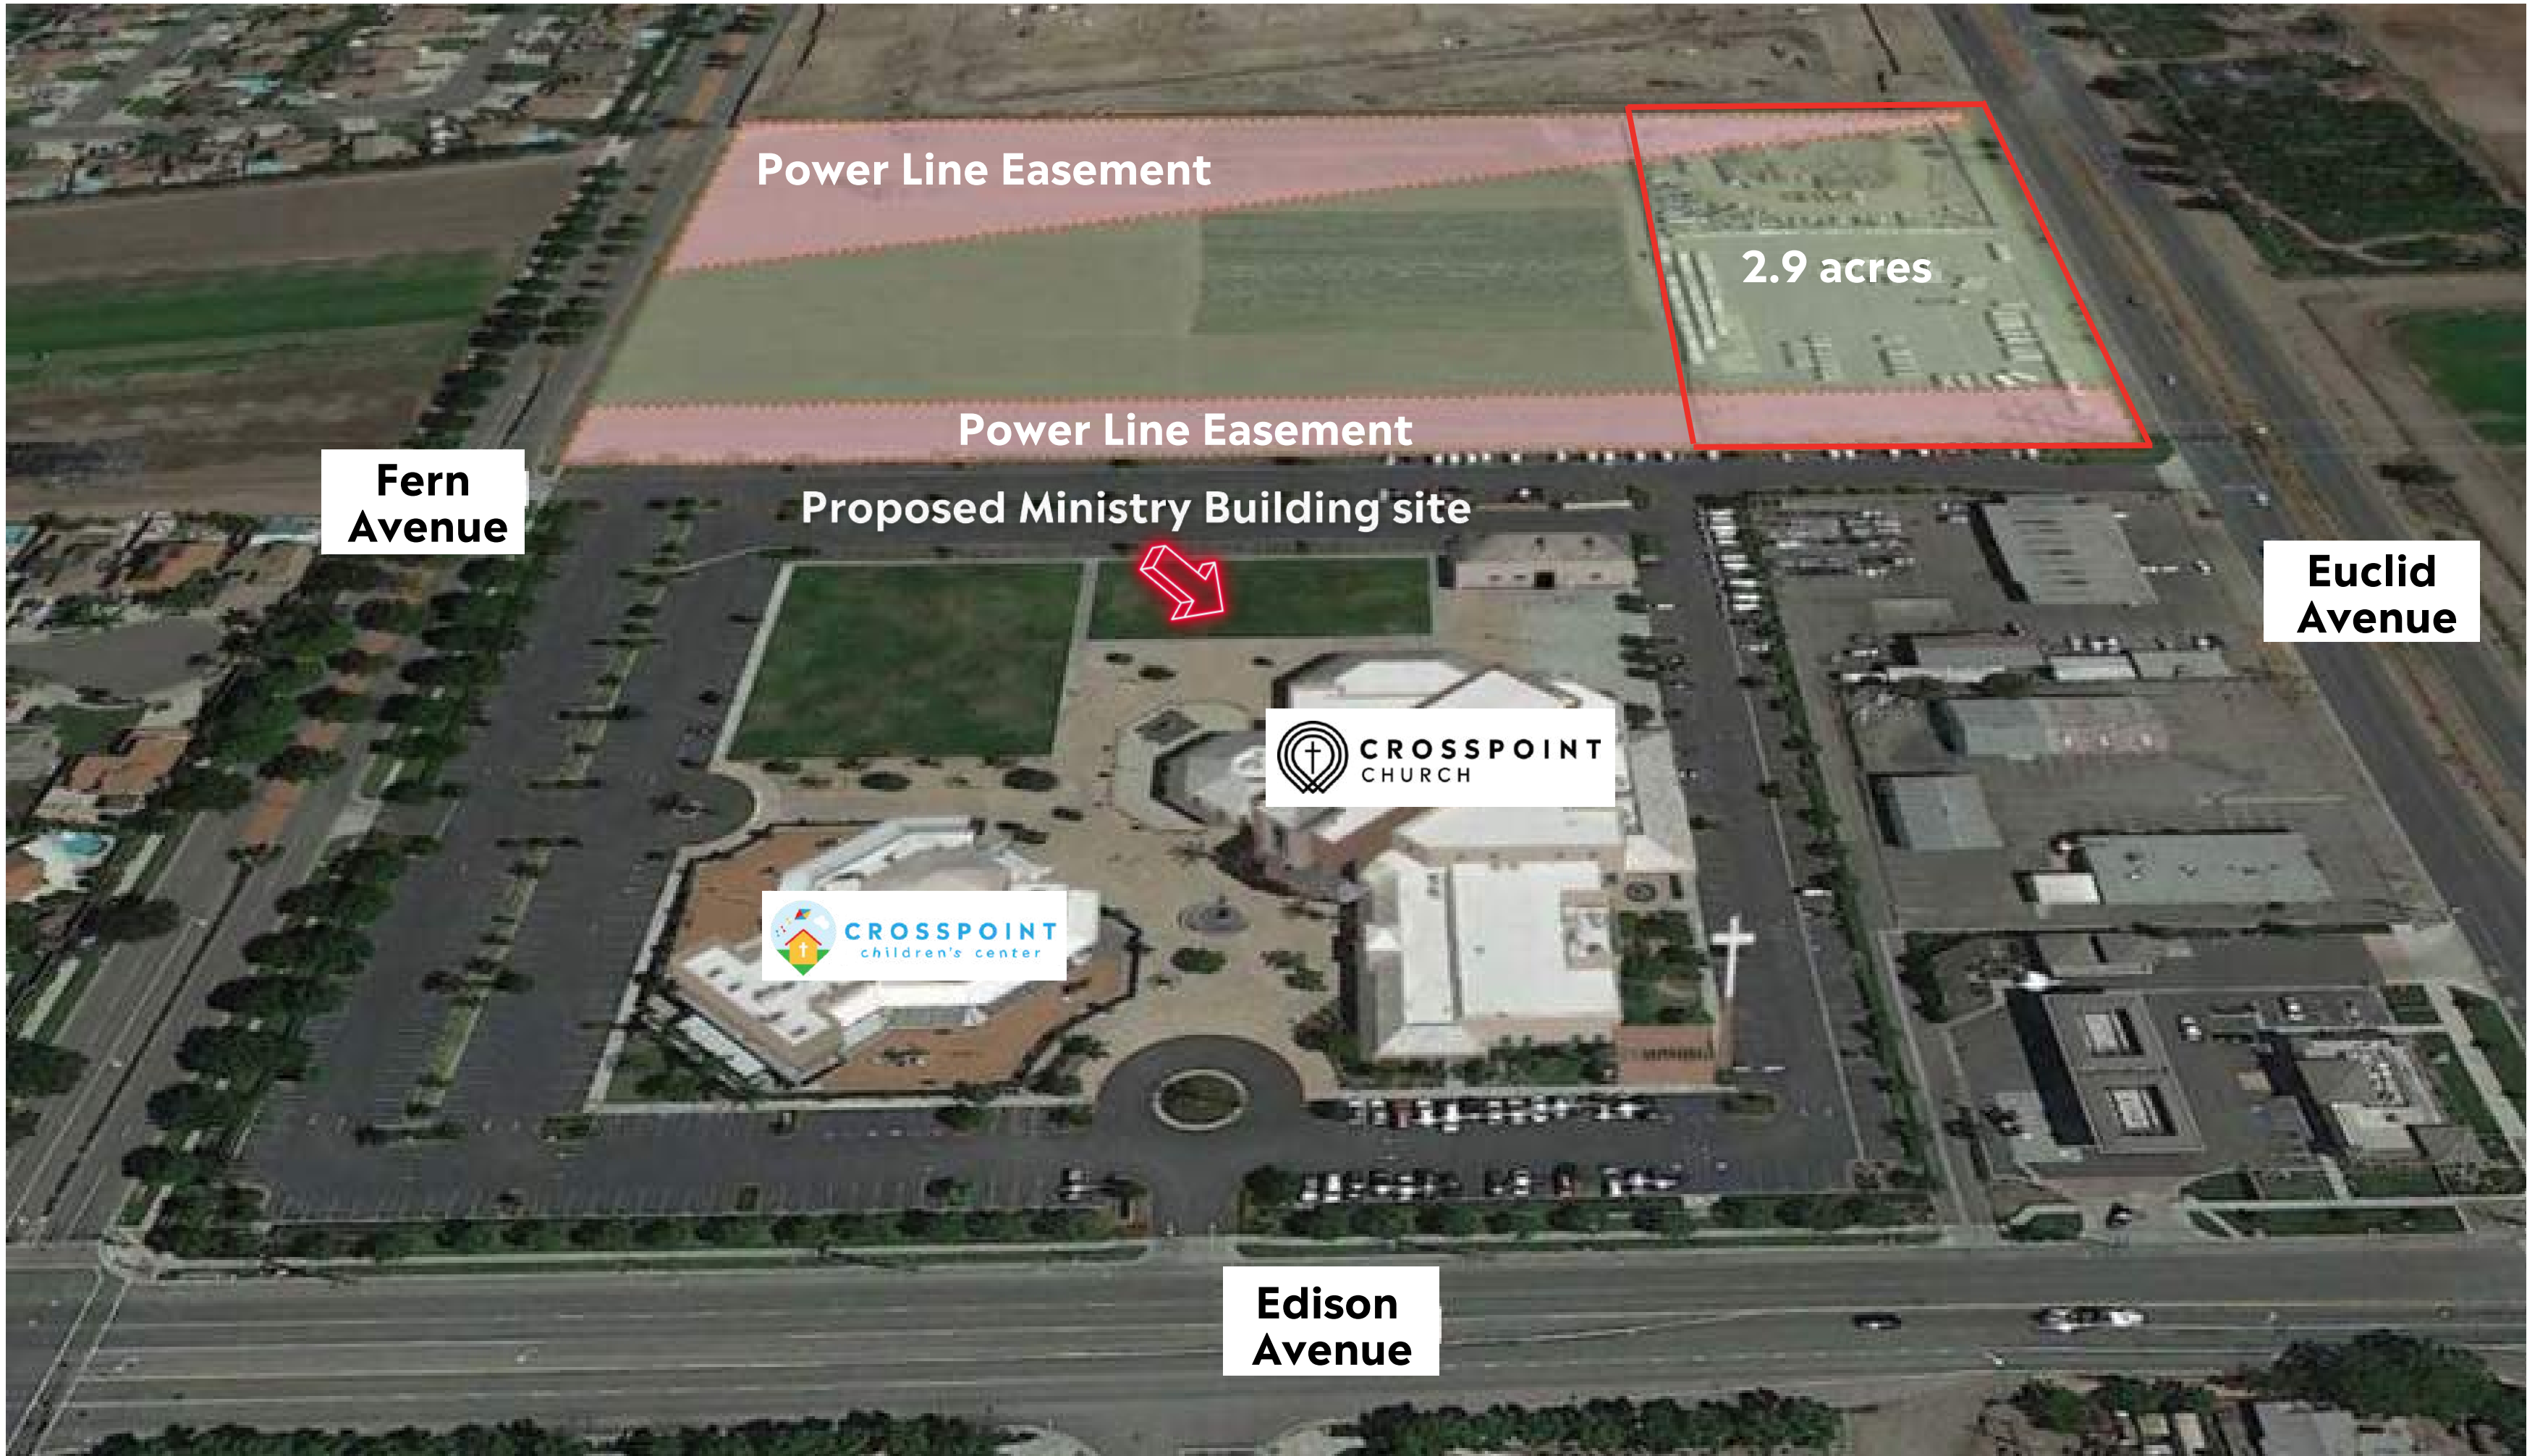 Power Line Easement
2.9 acres
Power Line Easement
Fern
Avenue
Proposed Ministry Building site
Euclid
Avenue
CROSSPOINT
CHURCH
CROSSPOINT
children's center
Edison
Avenue